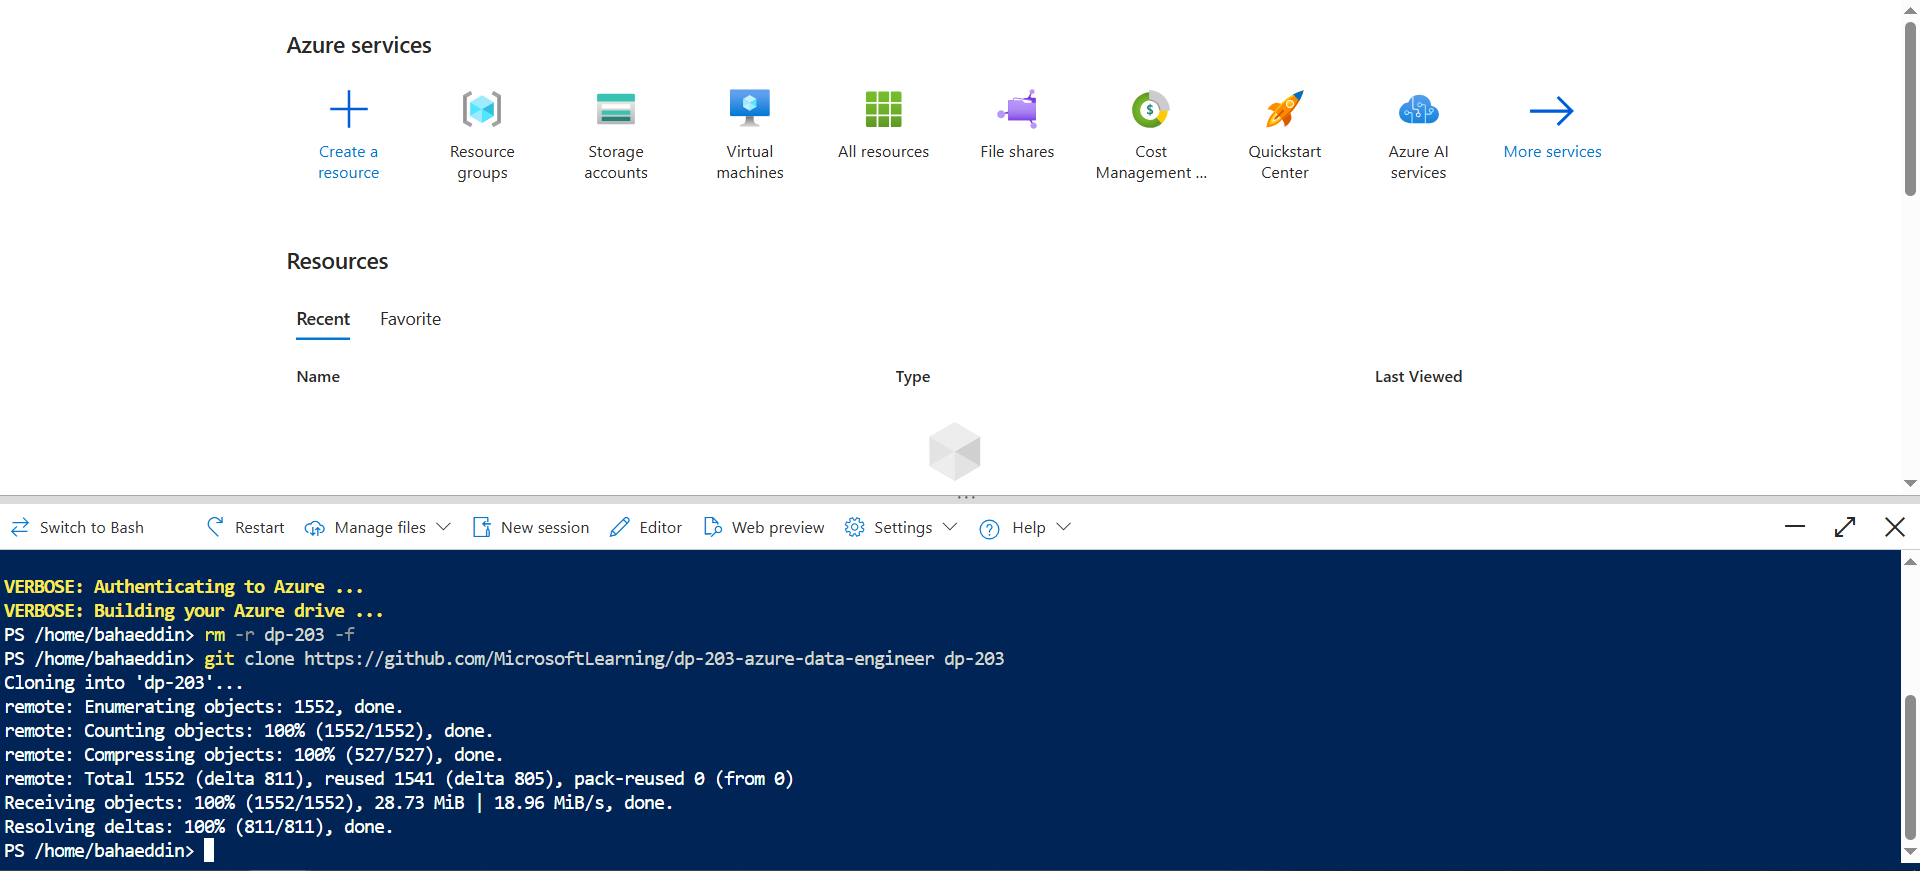 Azure services
Create a resource
Resource groups
Storage accounts
Virtual machines
All resources
File shares
Cost Management ...
Quickstart Center
Azure AI services
More services
Resources
Recent Favorite
Name Type Last Viewed
Switch to Bash Restart Manage files New session Editor Web preview Settings Help
VERBOSE: Authenticating to Azure ...
VERBOSE: Building your Azure drive ...
PS /home/bahaeddin> rm -r dp-203 -f
PS /home/bahaeddin> git clone https://github.com/MicrosoftLearning/dp-203-azure-data-engineer dp-203
Cloning into 'dp-203'...
remote: Enumerating objects: 1552, done.
remote: Counting objects: 100% (1552/1552), done.
remote: Compressing objects: 100% (527/527), done.
remote: Total 1552 (delta 811), reused 1541 (delta 805), pack-reused 0 (from 0)
Receiving objects: 100% (1552/1552), 28.73 MiB | 18.96 MiB/s, done.
Resolving deltas: 100% (811/811), done.
PS /home/bahaeddin>